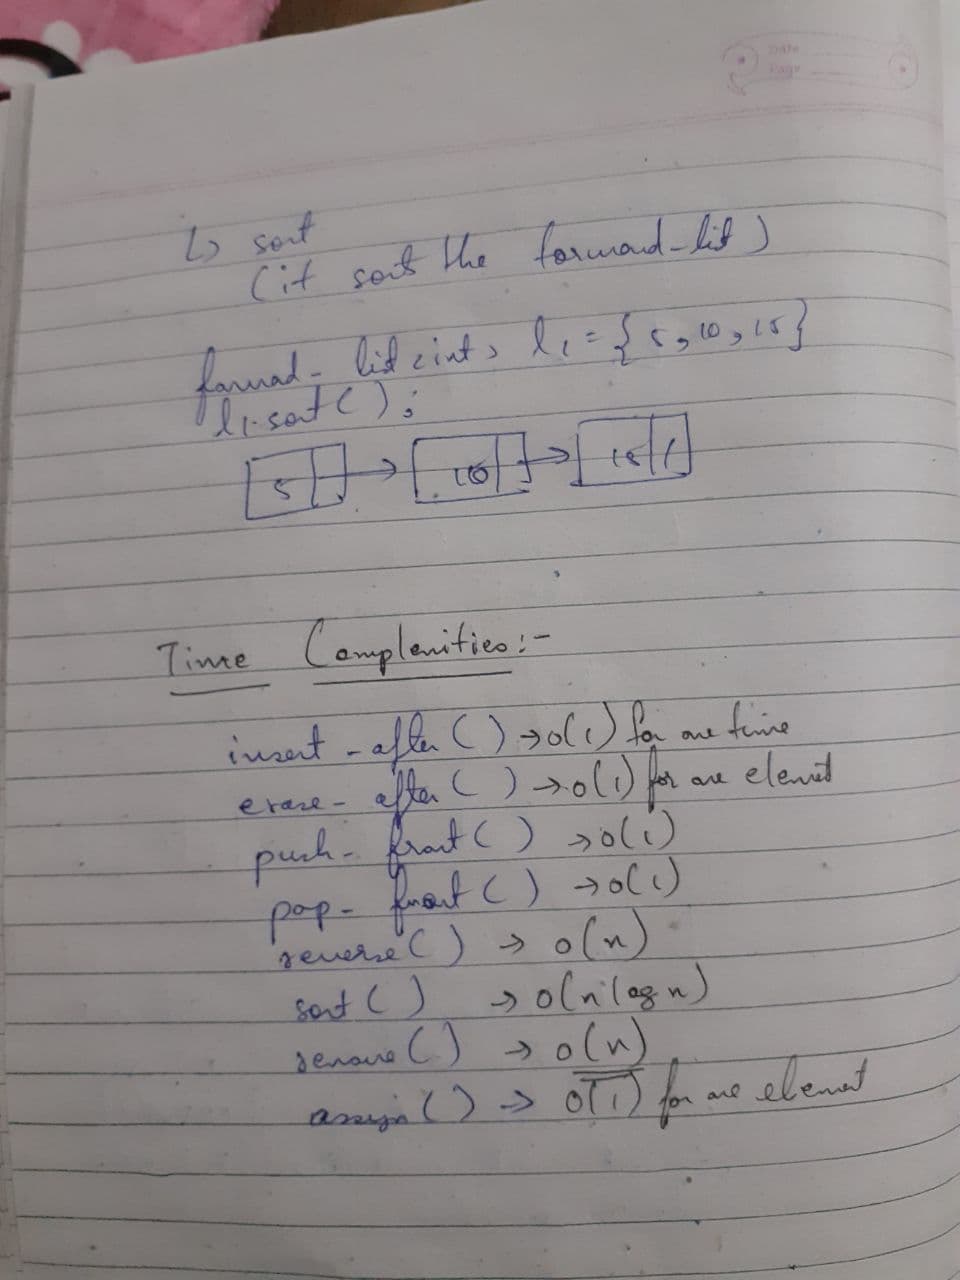 Date
Page
↳ sort
(it sort the forward-list)
forward-list<int> l1 = {5, 10, 15}
l1.sort();
5 → 10 → 15
Time Complexities:-
insert-after() → O(1) for one time
erase-after() → O(1) for one element
push-front() → O(1)
pop-front() → O(1)
reverse() → O(n)
sort() → O(n log n)
remove() → O(n)
assign() → O(1) for one element